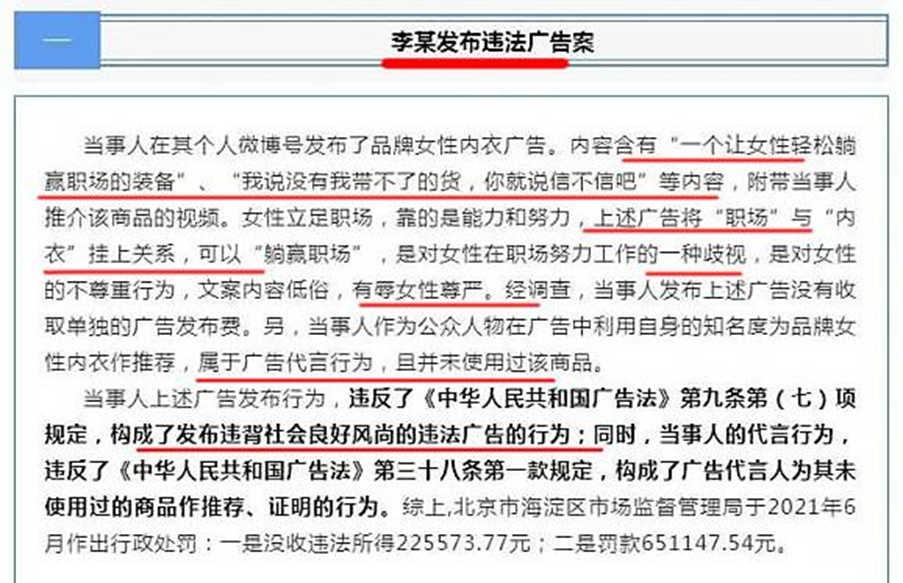 一
李某发布违法广告案
当事人在其个人微博号发布了品牌女性内衣广告。内容含有“一个让女性轻松躺
赢职场的装备”、“我说没有我带不了的货，你就说信不信吧”等内容，附带当事人
推介该商品的视频。女性立足职场，靠的是能力和努力，上述广告将“职场”与“内
衣”挂上关系，可以“躺赢职场”，是对女性在职场努力工作的一种歧视，是对女性
的不尊重行为，文案内容低俗，有辱女性尊严。经调查，当事人发布上述广告没有收
取单独的广告发布费。另，当事人作为公众人物在广告中利用自身的知名度为品牌女
性内衣作推荐，属于广告代言行为，且并未使用过该商品。
当事人上述广告发布行为，违反了《中华人民共和国广告法》第九条第（七）项
规定，构成了发布违背社会良好风尚的违法广告的行为；同时，当事人的代言行为，
违反了《中华人民共和国广告法》第三十八条第一款规定，构成了广告代言人为其未
使用过的商品作推荐、证明的行为。综上,北京市海淀区市场监督管理局于2021年6
月作出行政处罚：一是没收违法所得225573.77元；二是罚款651147.54元。